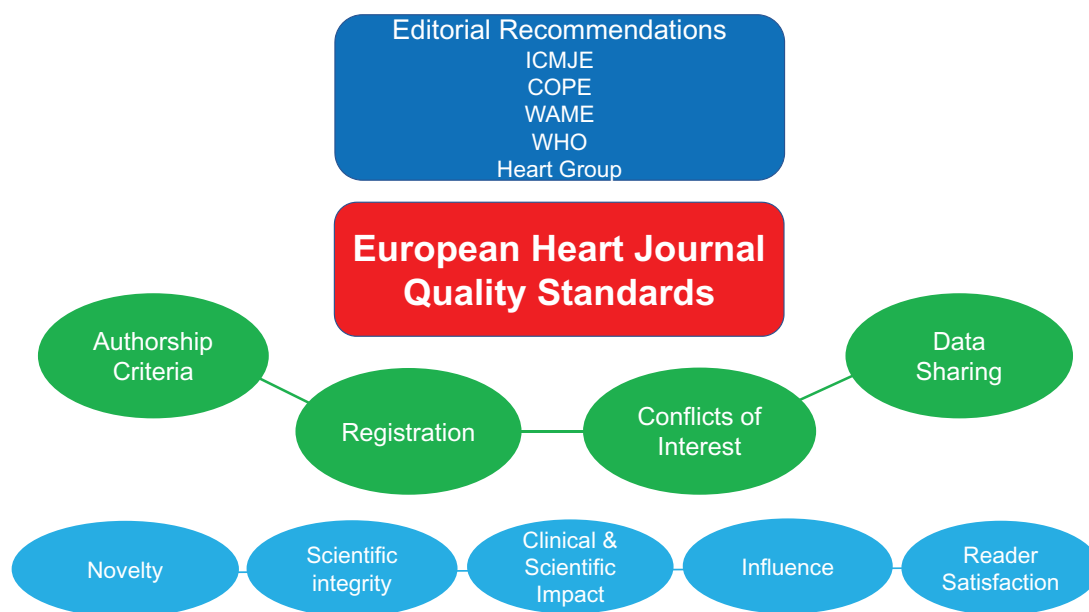 Editorial Recommendations
ICMJE
COPE
WAME
WHO
Heart Group
European Heart Journal
Quality Standards
Authorship
Criteria
Registration
Conflicts of
Interest
Data
Sharing
Novelty
Scientific
integrity
Clinical &
Scientific
Impact
Influence
Reader
Satisfaction